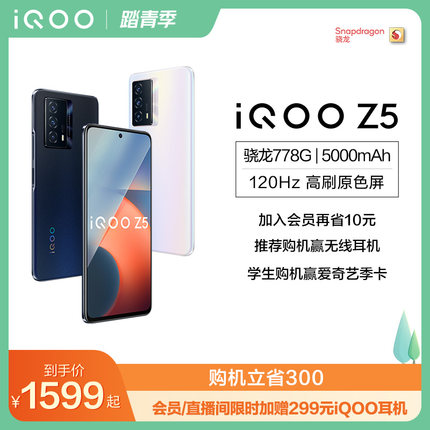 iQOO 踏青季
Snapdragon
骁龙
iQOO Z5
骁龙778G | 5000mAh
120Hz 高刷原色屏
加入会员再省10元
推荐购机赢无线耳机
学生购机赢爱奇艺季卡
iQOO
iQOO Z5
到手价
¥1599起
购机立省300
会员/直播间限时加赠299元iQOO耳机